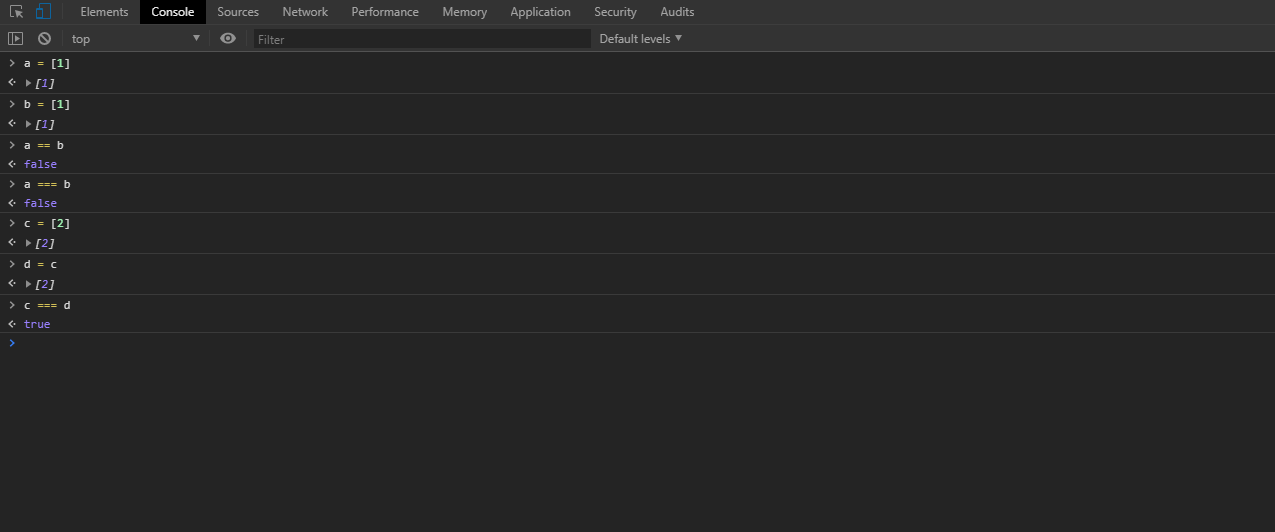 Elements Console Sources Network Performance Memory Application Security Audits
top Filter Default levels
> a = [1]
[1]
> b = [1]
[1]
> a == b
false
> a === b
false
> c = [2]
[2]
> d = c
[2]
> c === d
true
>